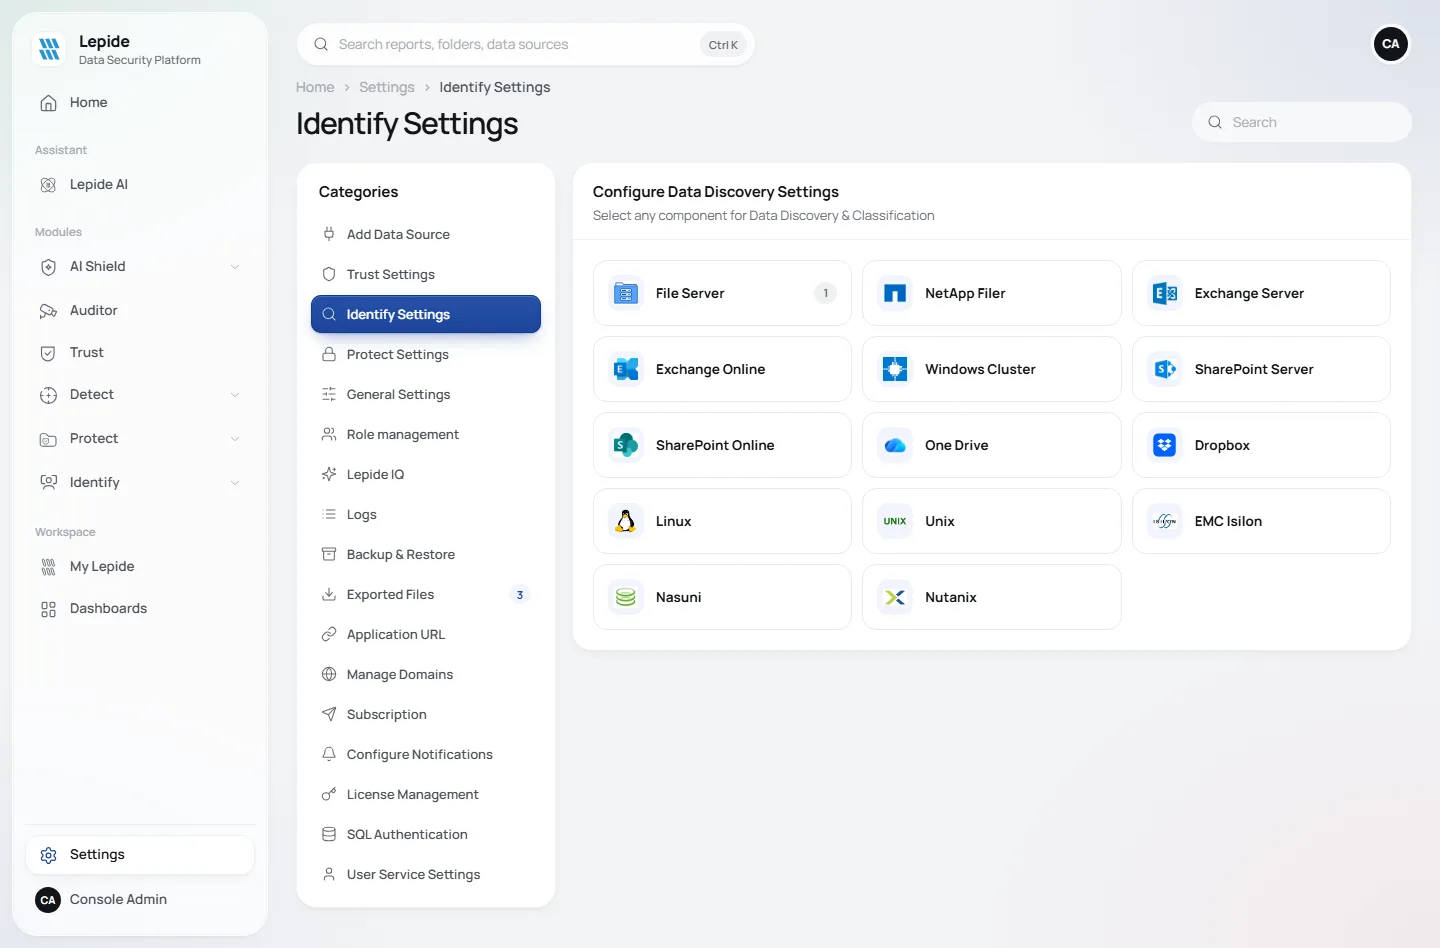 Lepide
Data Security Platform
Home
Assistant
Lepide AI
Modules
AI Shield
Auditor
Trust
Detect
Protect
Identify
Workspace
My Lepide
Dashboards
Settings
CA
Console Admin
Search reports, folders, data sources
Ctrl K
CA
Home > Settings > Identify Settings
Identify Settings
Search
Categories
Add Data Source
Trust Settings
Identify Settings
Protect Settings
General Settings
Role management
Lepide IQ
Logs
Backup & Restore
Exported Files 3
Application URL
Manage Domains
Subscription
Configure Notifications
License Management
SQL Authentication
User Service Settings
Configure Data Discovery Settings
Select any component for Data Discovery & Classification
File Server 1
NetApp Filer
E
Exchange Server
E
Exchange Online
Windows Cluster
S
SharePoint Server
S
SharePoint Online
One Drive
Dropbox
Linux
UNIX
Unix
ISILON
EMC Isilon
Nasuni
Nutanix